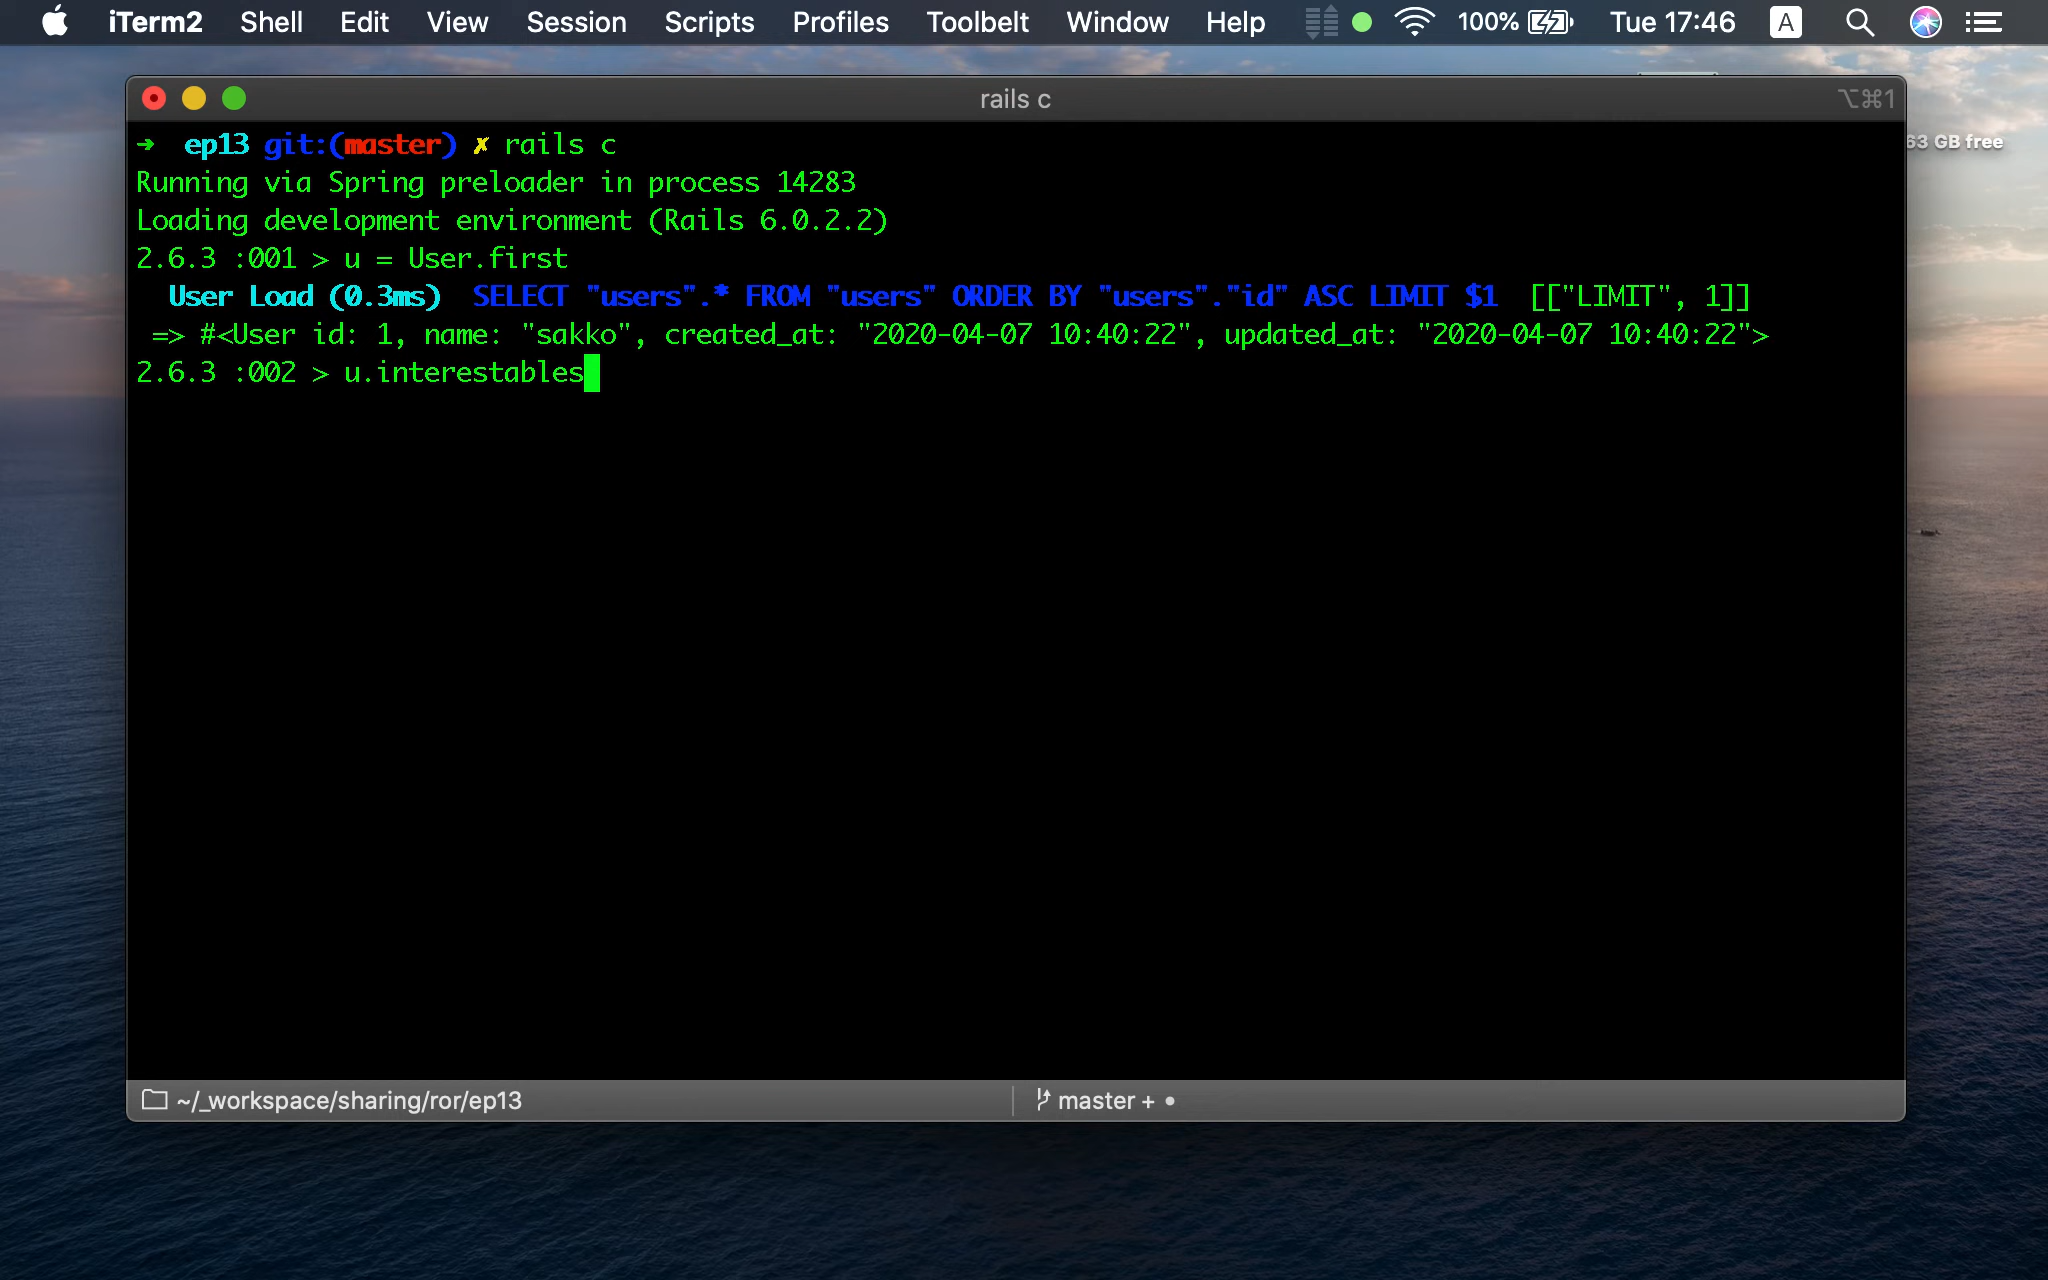 iTerm2 Shell Edit View Session Scripts Profiles Toolbelt Window Help 100% Tue 17:46 A
rails c ⌥⌘1
63 GB free
➜ ep13 git:(master) ✗ rails c
Running via Spring preloader in process 14283
Loading development environment (Rails 6.0.2.2)
2.6.3 :001 > u = User.first
User Load (0.3ms) SELECT "users".* FROM "users" ORDER BY "users"."id" ASC LIMIT $1 [["LIMIT", 1]]
=> #<User id: 1, name: "sakko", created_at: "2020-04-07 10:40:22", updated_at: "2020-04-07 10:40:22">
2.6.3 :002 > u.interestables
~/_workspace/sharing/ror/ep13 master + •